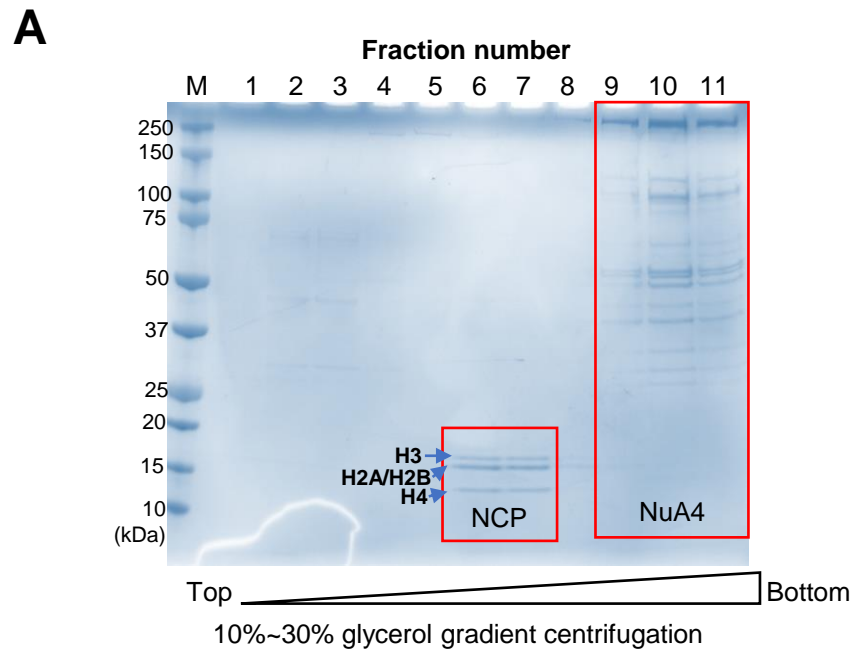 A
Fraction number
M 1 2 3 4 5 6 7 8 9 10 11
250
150
100
75
50
37
25
20
15
10
(kDa)
H3
H2A/H2B
H4
NCP
NuA4
Top
Bottom
10%~30% glycerol gradient centrifugation